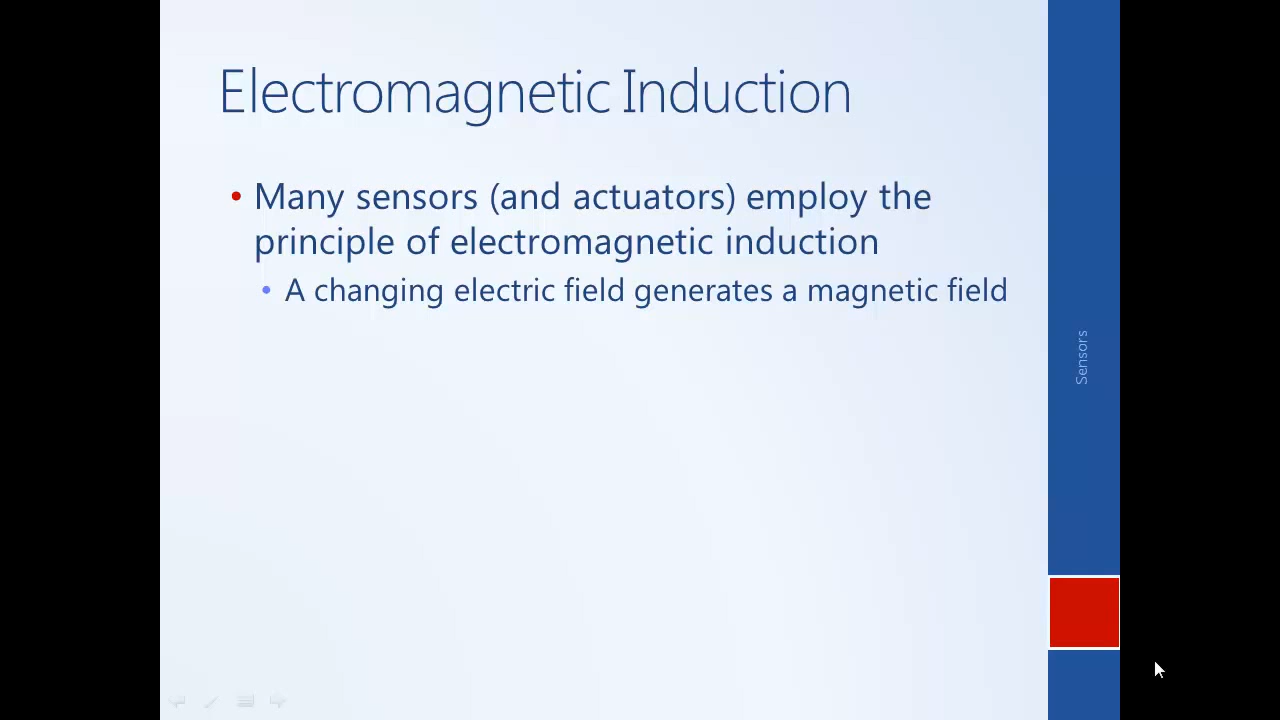 Electromagnetic Induction
• Many sensors (and actuators) employ the
principle of electromagnetic induction
• A changing electric field generates a magnetic field
Sensors